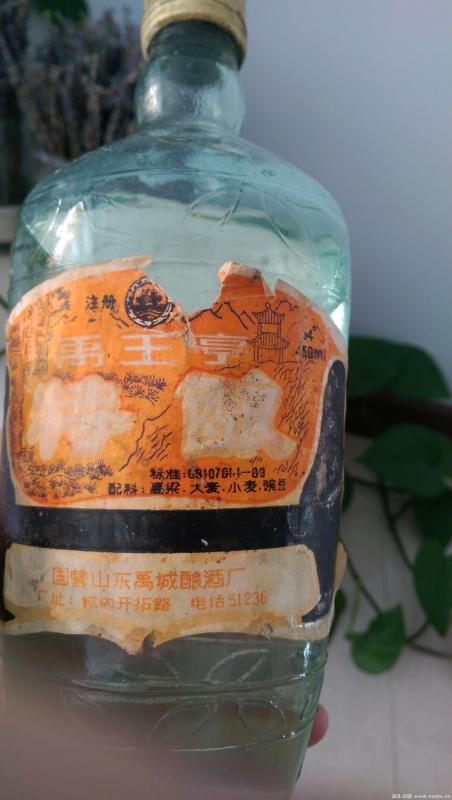 注册
禹王亭
特酿
50ml
标准:GB10781·1-89
配料:高粱.大麦.小麦.豌豆
国营山东禹城酿酒厂
厂址:城内开拓路 电话51236